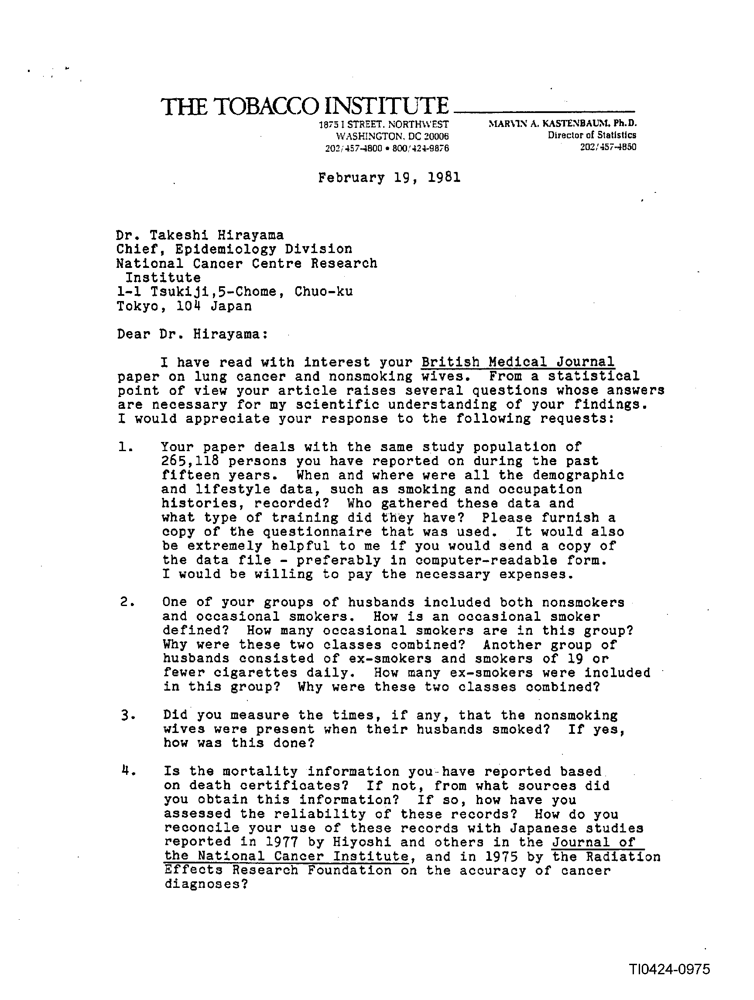 THE TOBACCO INSTITUTE
1875 I STREET, NORTHWEST
WASHINGTON, DC 20006
202/457-4800 • 800/424-9876
MARVIN A. KASTENBAUM, Ph.D.
Director of Statistics
202/457-4850
February 19, 1981
Dr. Takeshi Hirayama
Chief, Epidemiology Division
National Cancer Centre Research
Institute
1-1 Tsukiji,5-Chome, Chuo-ku
Tokyo, 104 Japan
Dear Dr. Hirayama:
I have read with interest your British Medical Journal
paper on lung cancer and nonsmoking wives. From a statistical
point of view your article raises several questions whose answers
are necessary for my scientific understanding of your findings.
I would appreciate your response to the following requests:
1. Your paper deals with the same study population of
265,118 persons you have reported on during the past
fifteen years. When and where were all the demographic
and lifestyle data, such as smoking and occupation
histories, recorded? Who gathered these data and
what type of training did they have? Please furnish a
copy of the questionnaire that was used. It would also
be extremely helpful to me if you would send a copy of
the data file - preferably in computer-readable form.
I would be willing to pay the necessary expenses.
2. One of your groups of husbands included both nonsmokers
and occasional smokers. How is an occasional smoker
defined? How many occasional smokers are in this group?
Why were these two classes combined? Another group of
husbands consisted of ex-smokers and smokers of 19 or
fewer cigarettes daily. How many ex-smokers were included
in this group? Why were these two classes combined?
3. Did you measure the times, if any, that the nonsmoking
wives were present when their husbands smoked? If yes,
how was this done?
4. Is the mortality information you have reported based
on death certificates? If not, from what sources did
you obtain this information? If so, how have you
assessed the reliability of these records? How do you
reconcile your use of these records with Japanese studies
reported in 1977 by Hiyoshi and others in the Journal of
the National Cancer Institute, and in 1975 by the Radiation
Effects Research Foundation on the accuracy of cancer
diagnoses?
TI0424-0975